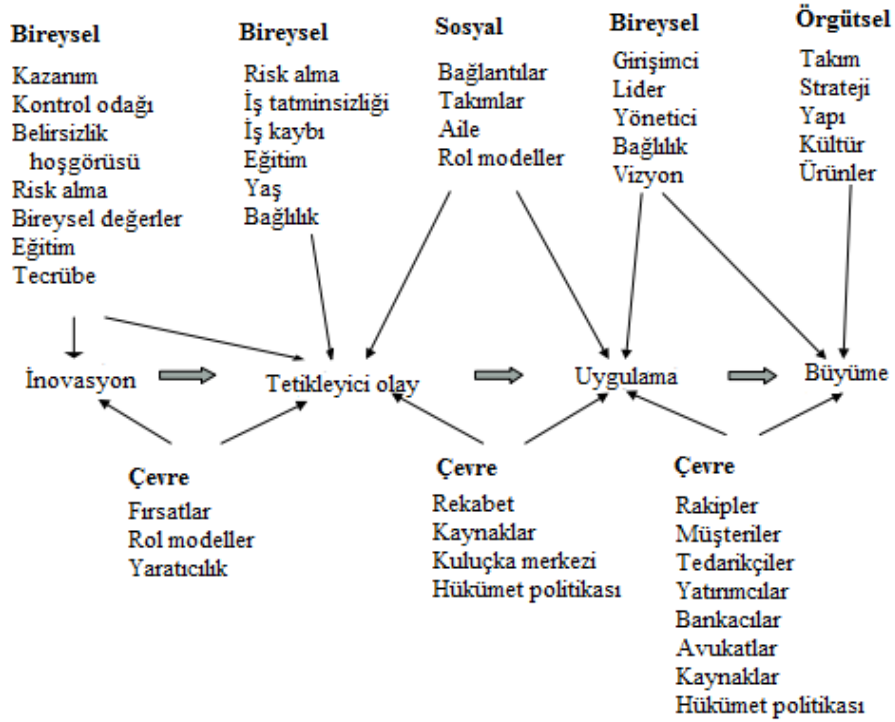 Bireysel
Kazanım
Kontrol odağı
Belirsizlik
hoşgörüsü
Risk alma
Bireysel değerler
Eğitim
Tecrübe
Bireysel
Risk alma
İş tatminsizliği
İş kaybı
Eğitim
Yaş
Bağlılık
Sosyal
Bağlantılar
Takımlar
Aile
Rol modeller
Bireysel
Girişimci
Lider
Yönetici
Bağlılık
Vizyon
Örgütsel
Takım
Strateji
Yapı
Kültür
Ürünler
İnovasyon
Tetikleyici olay
Uygulama
Büyüme
Çevre
Fırsatlar
Rol modeller
Yaratıcılık
Çevre
Rekabet
Kaynaklar
Kuluçka merkezi
Hükümet politikası
Çevre
Rakipler
Müşteriler
Tedarikçiler
Yatırımcılar
Bankacılar
Avukatlar
Kaynaklar
Hükümet politikası